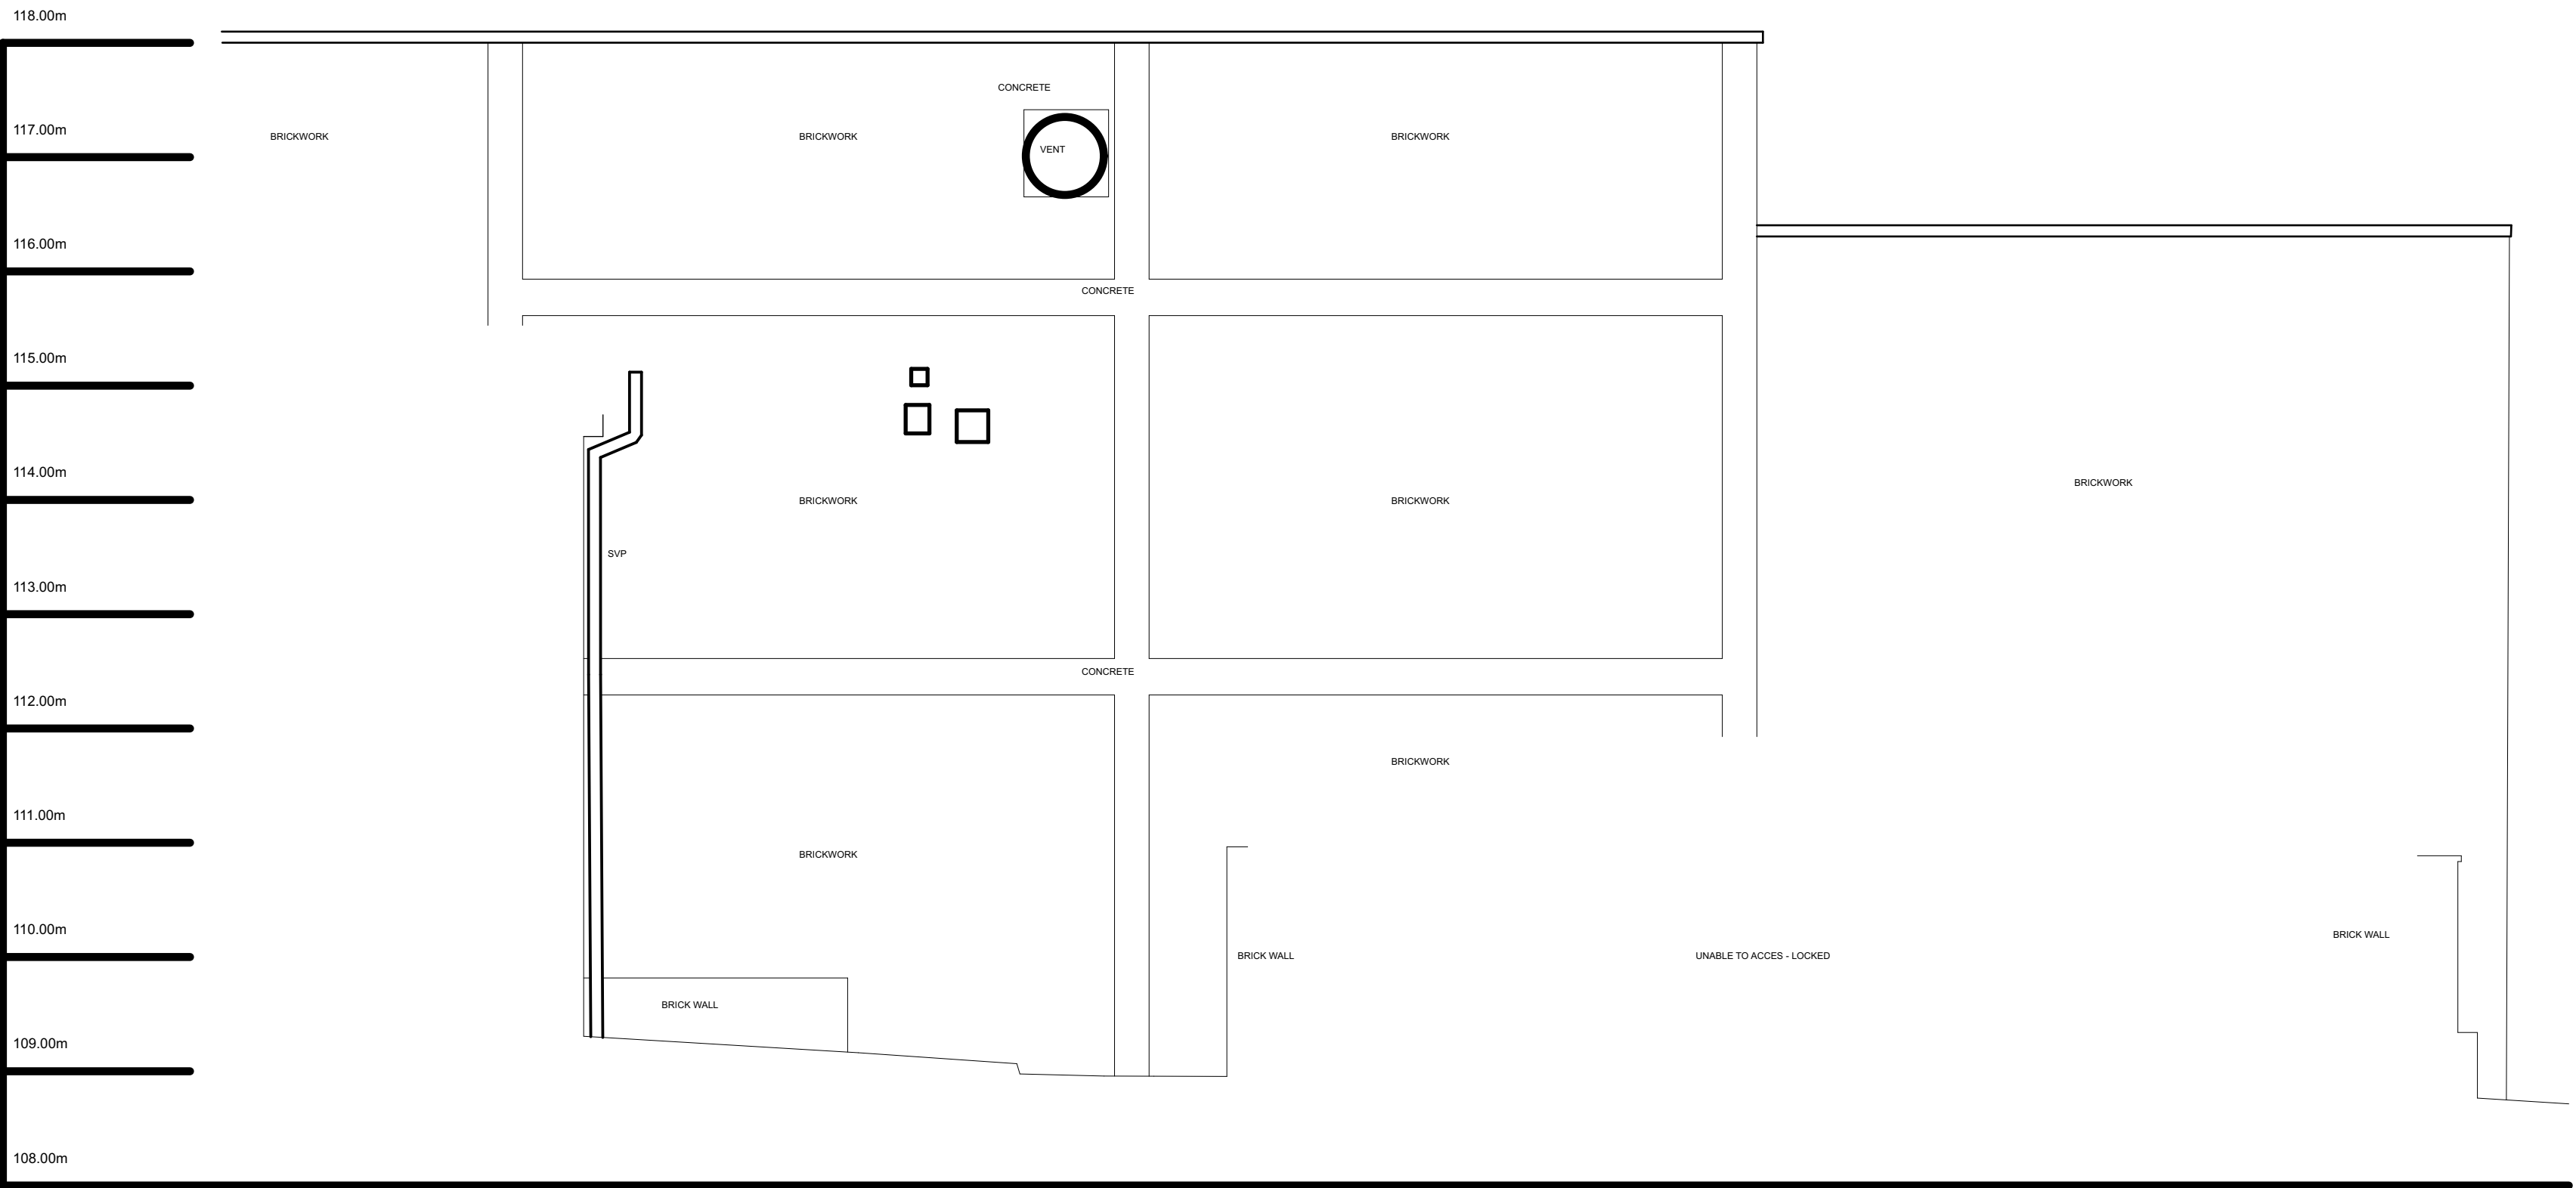 118.00m
CONCRETE
117.00m
BRICKWORK
BRICKWORK
BRICKWORK
VENT
116.00m
CONCRETE
115.00m
114.00m
BRICKWORK
BRICKWORK
BRICKWORK
SVP
113.00m
CONCRETE
112.00m
BRICKWORK
111.00m
BRICKWORK
110.00m
BRICK WALL
BRICK WALL
UNABLE TO ACCES - LOCKED
BRICK WALL
109.00m
108.00m